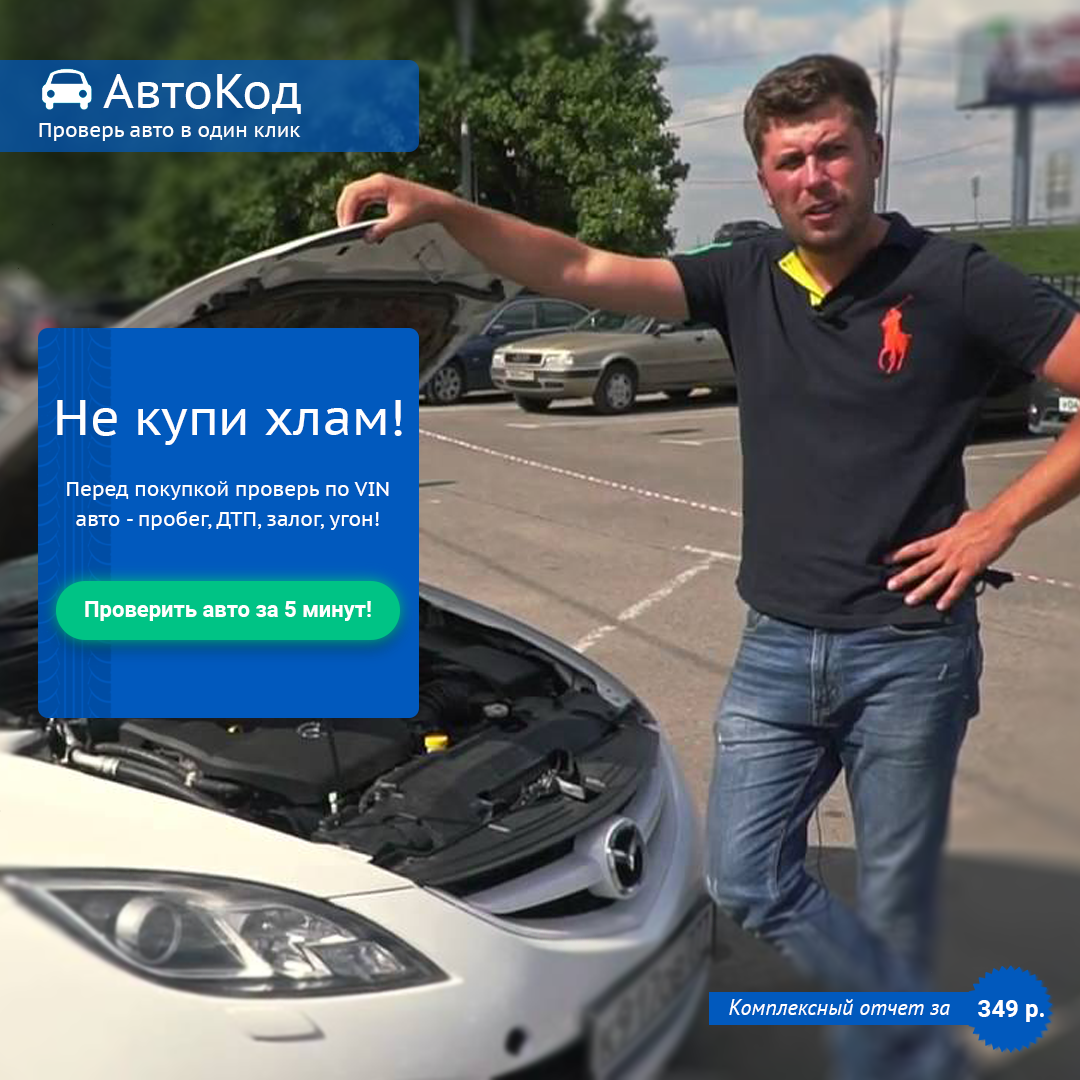 АвтоКод
Проверь авто в один клик
Не купи хлам!
Перед покупкой проверь по VIN
авто - пробег, ДТП, залог, угон!
Проверить авто за 5 минут!
Комплексный отчет за
349 р.